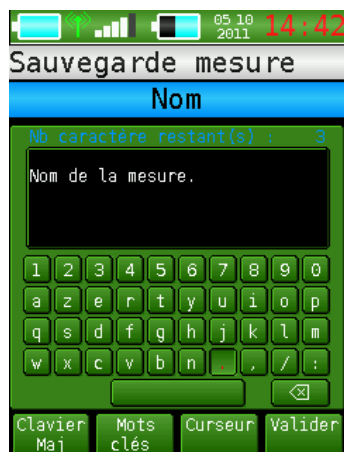 05 10
2011
14:42
Sauvegarde mesure
Nom
Nb caractère restant(s) : 3
Nom de la mesure.
1 2 3 4 5 6 7 8 9 0
a z e r t y u i o p
q s d f g h j k l m
w x c v b n . , / :
Clavier Maj
Mots clés
Curseur
Valider